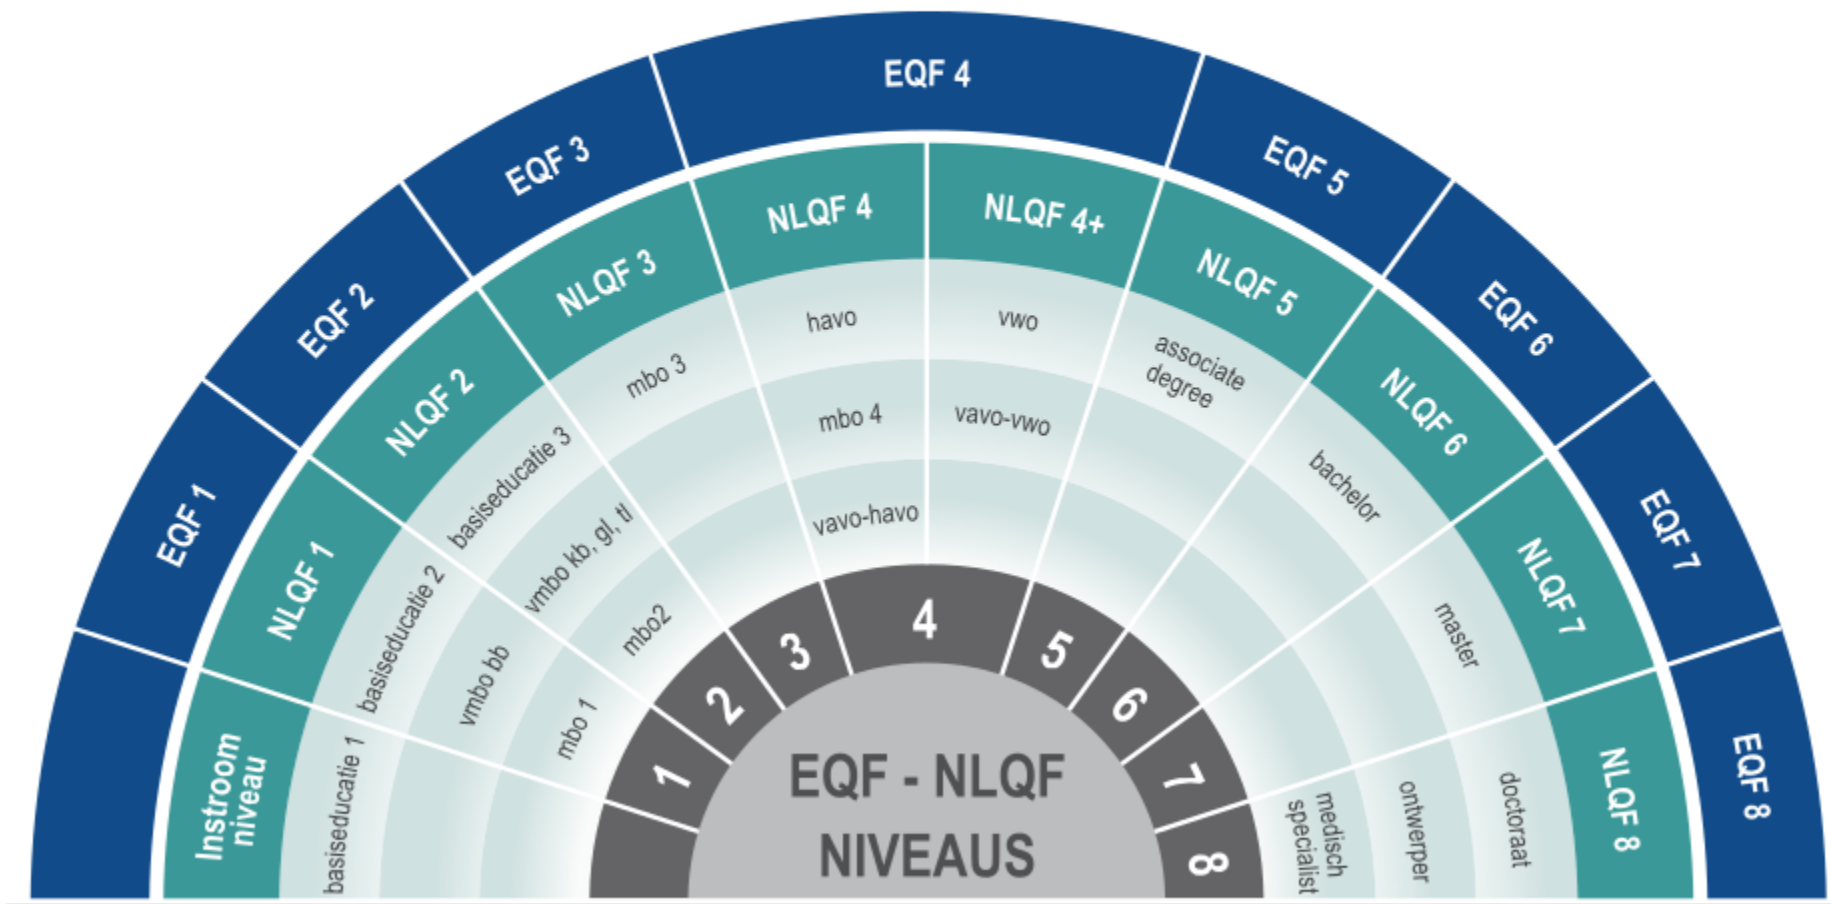 EQF 1
EQF 2
EQF 3
EQF 4
EQF 5
EQF 6
EQF 7
EQF 8
Instroom
niveau
NLQF 1
NLQF 2
NLQF 3
NLQF 4
NLQF 4+
NLQF 5
NLQF 6
NLQF 7
NLQF 8
basiseducatie 1
basiseducatie 2
vmbo bb
mbo 1
basiseducatie 3
vmbo kb, gl, tl
mbo2
mbo 3
havo
mbo 4
vavo-havo
vwo
vavo-vwo
associate
degree
bachelor
master
doctoraat
ontwerper
medisch
specialist
1
2
3
4
5
6
7
8
EQF - NLQF
NIVEAUS